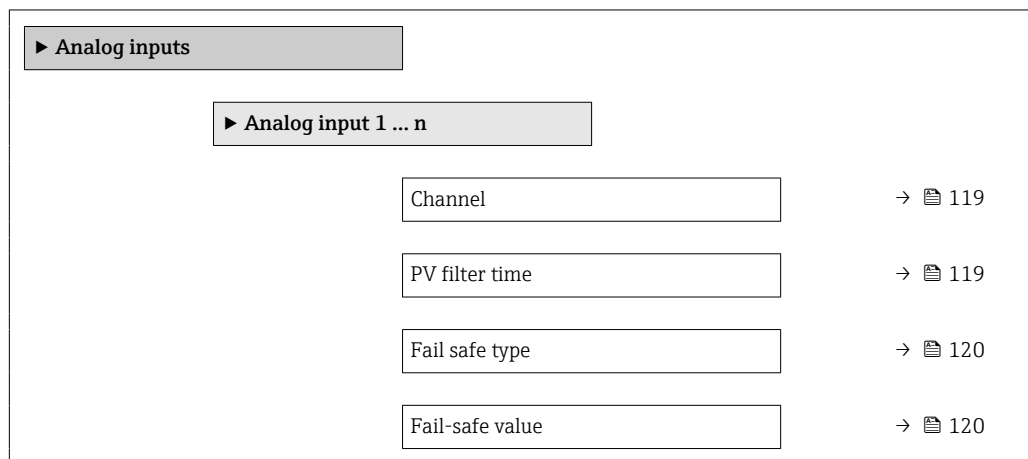 ▶ Analog inputs
▶ Analog input 1 ... n
Channel → 119
PV filter time → 119
Fail safe type → 120
Fail-safe value → 120